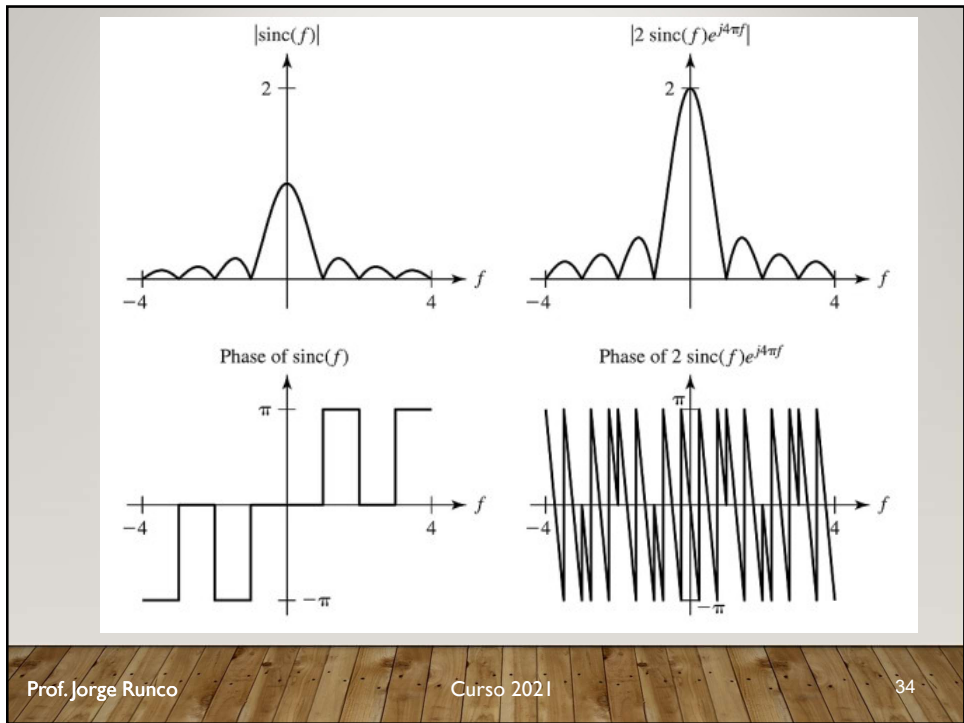 |sinc(f)|
2
−4
4
f
|2 sinc(f)e^{j4πf}|
2
−4
4
f
Phase of sinc(f)
π
−4
4
f
−π
Phase of 2 sinc(f)e^{j4πf}
π
−4
4
f
−π
Prof. Jorge Runco
Curso 2021
34